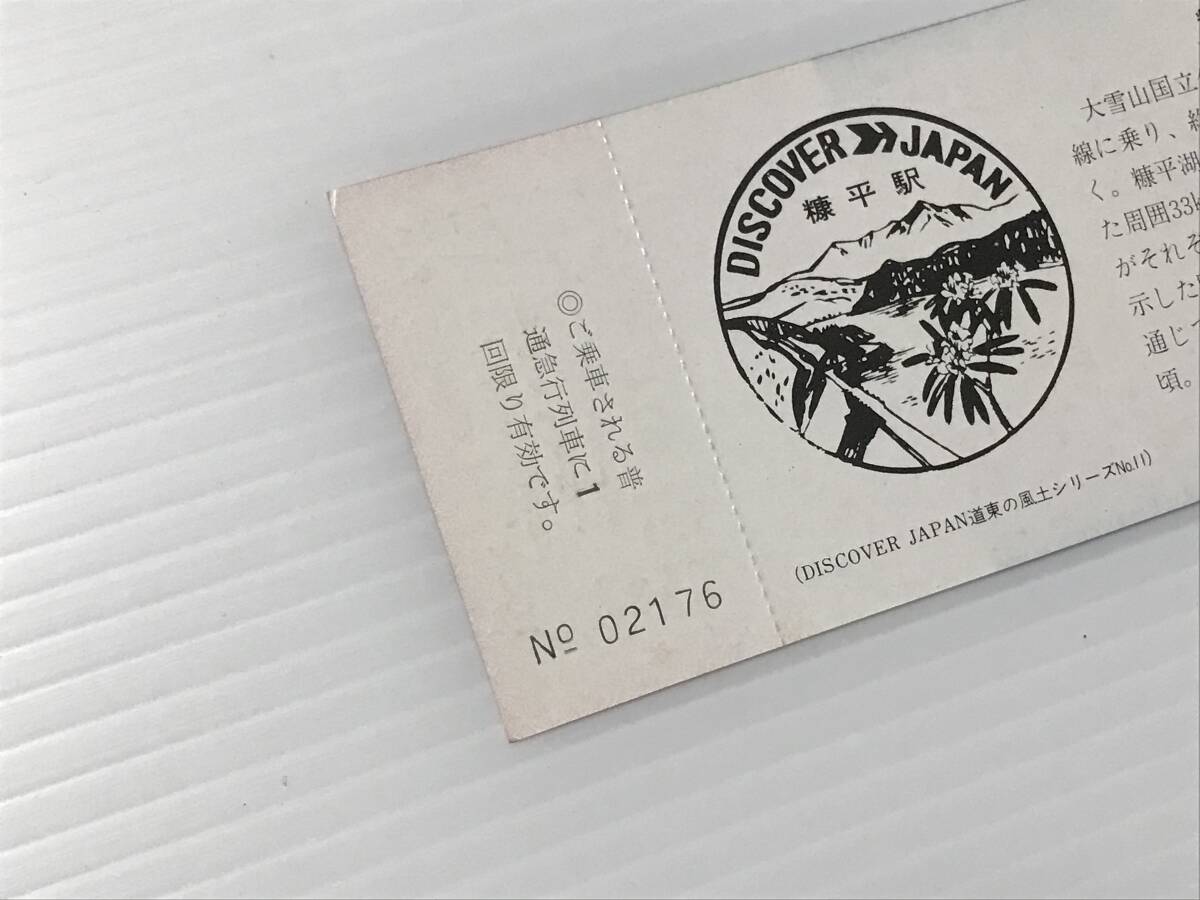 ◎ご乗車される普
通急行列車に1
回限り有効です。
No 02176
DISCOVER JAPAN
糠平駅
(DISCOVER JAPAN道東の風土シリーズNo.11)
大雪山国立
線に乗り、
く。糠平湖
た周囲33k
がそれぞ
示した
通じ
頃。